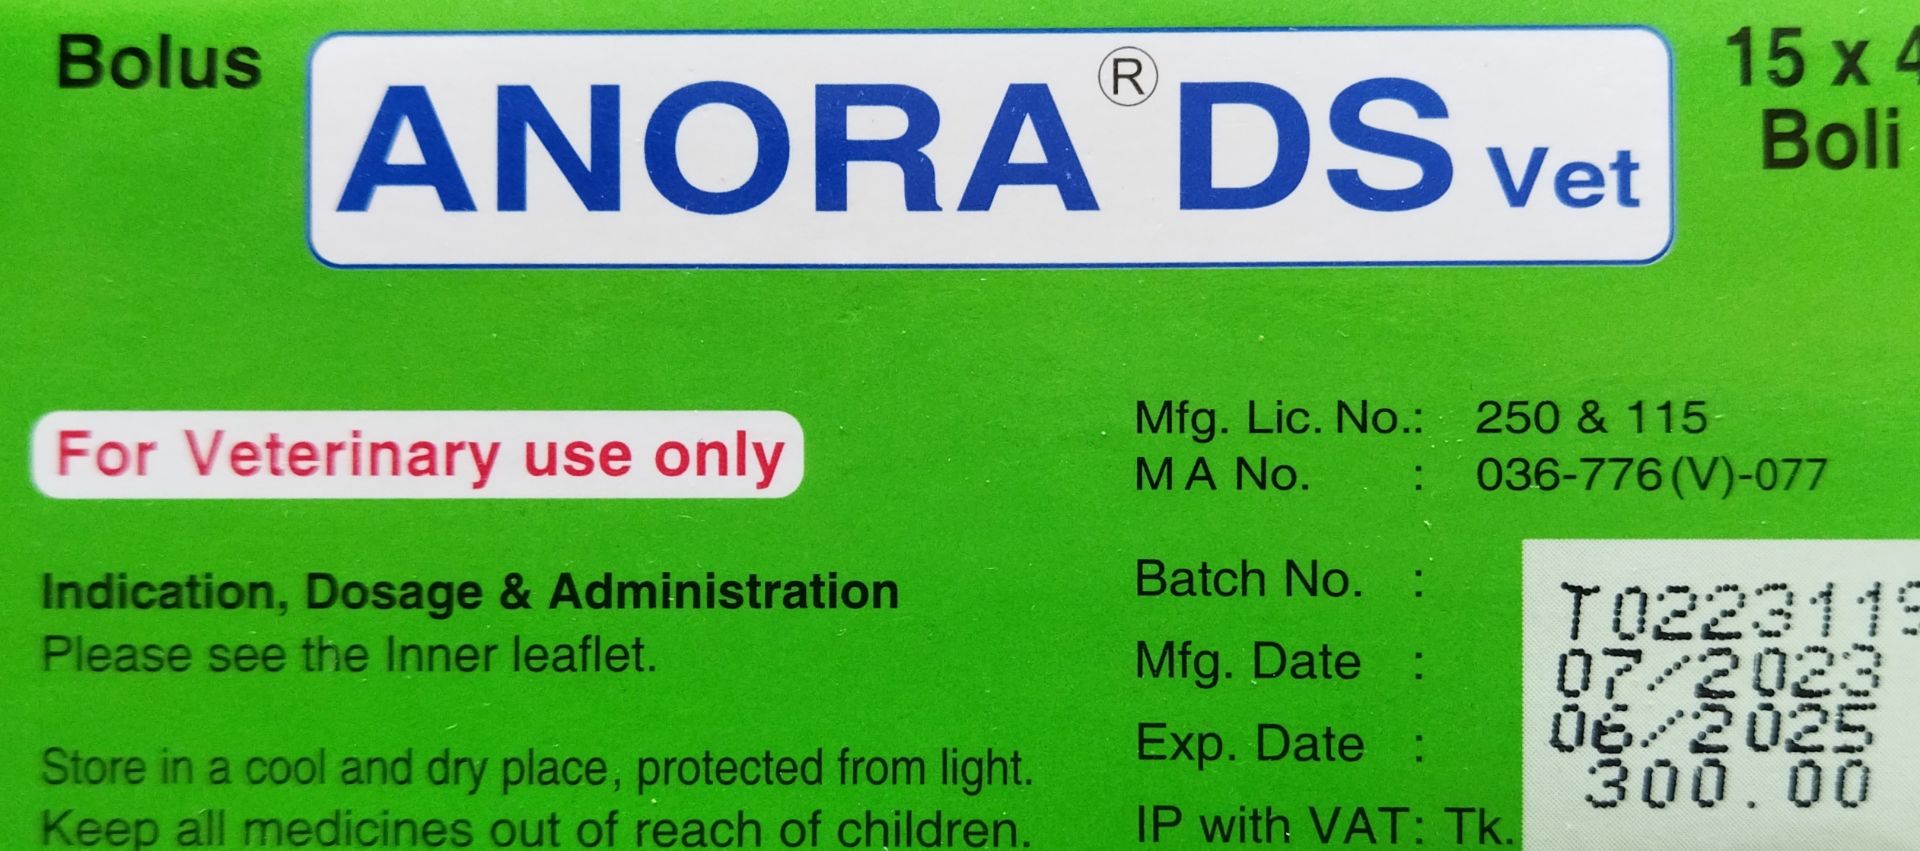 Bolus
ANORA® DS Vet
15 x 4
Boli
For Veterinary use only
Mfg. Lic. No.: 250 & 115
M A No. : 036-776(V)-077
Indication, Dosage & Administration
Please see the Inner leaflet.
Batch No. : T0223119
Mfg. Date : 07/2023
Exp. Date : 06/2025
Store in a cool and dry place, protected from light.
Keep all medicines out of reach of children.
IP with VAT: Tk. 300.00